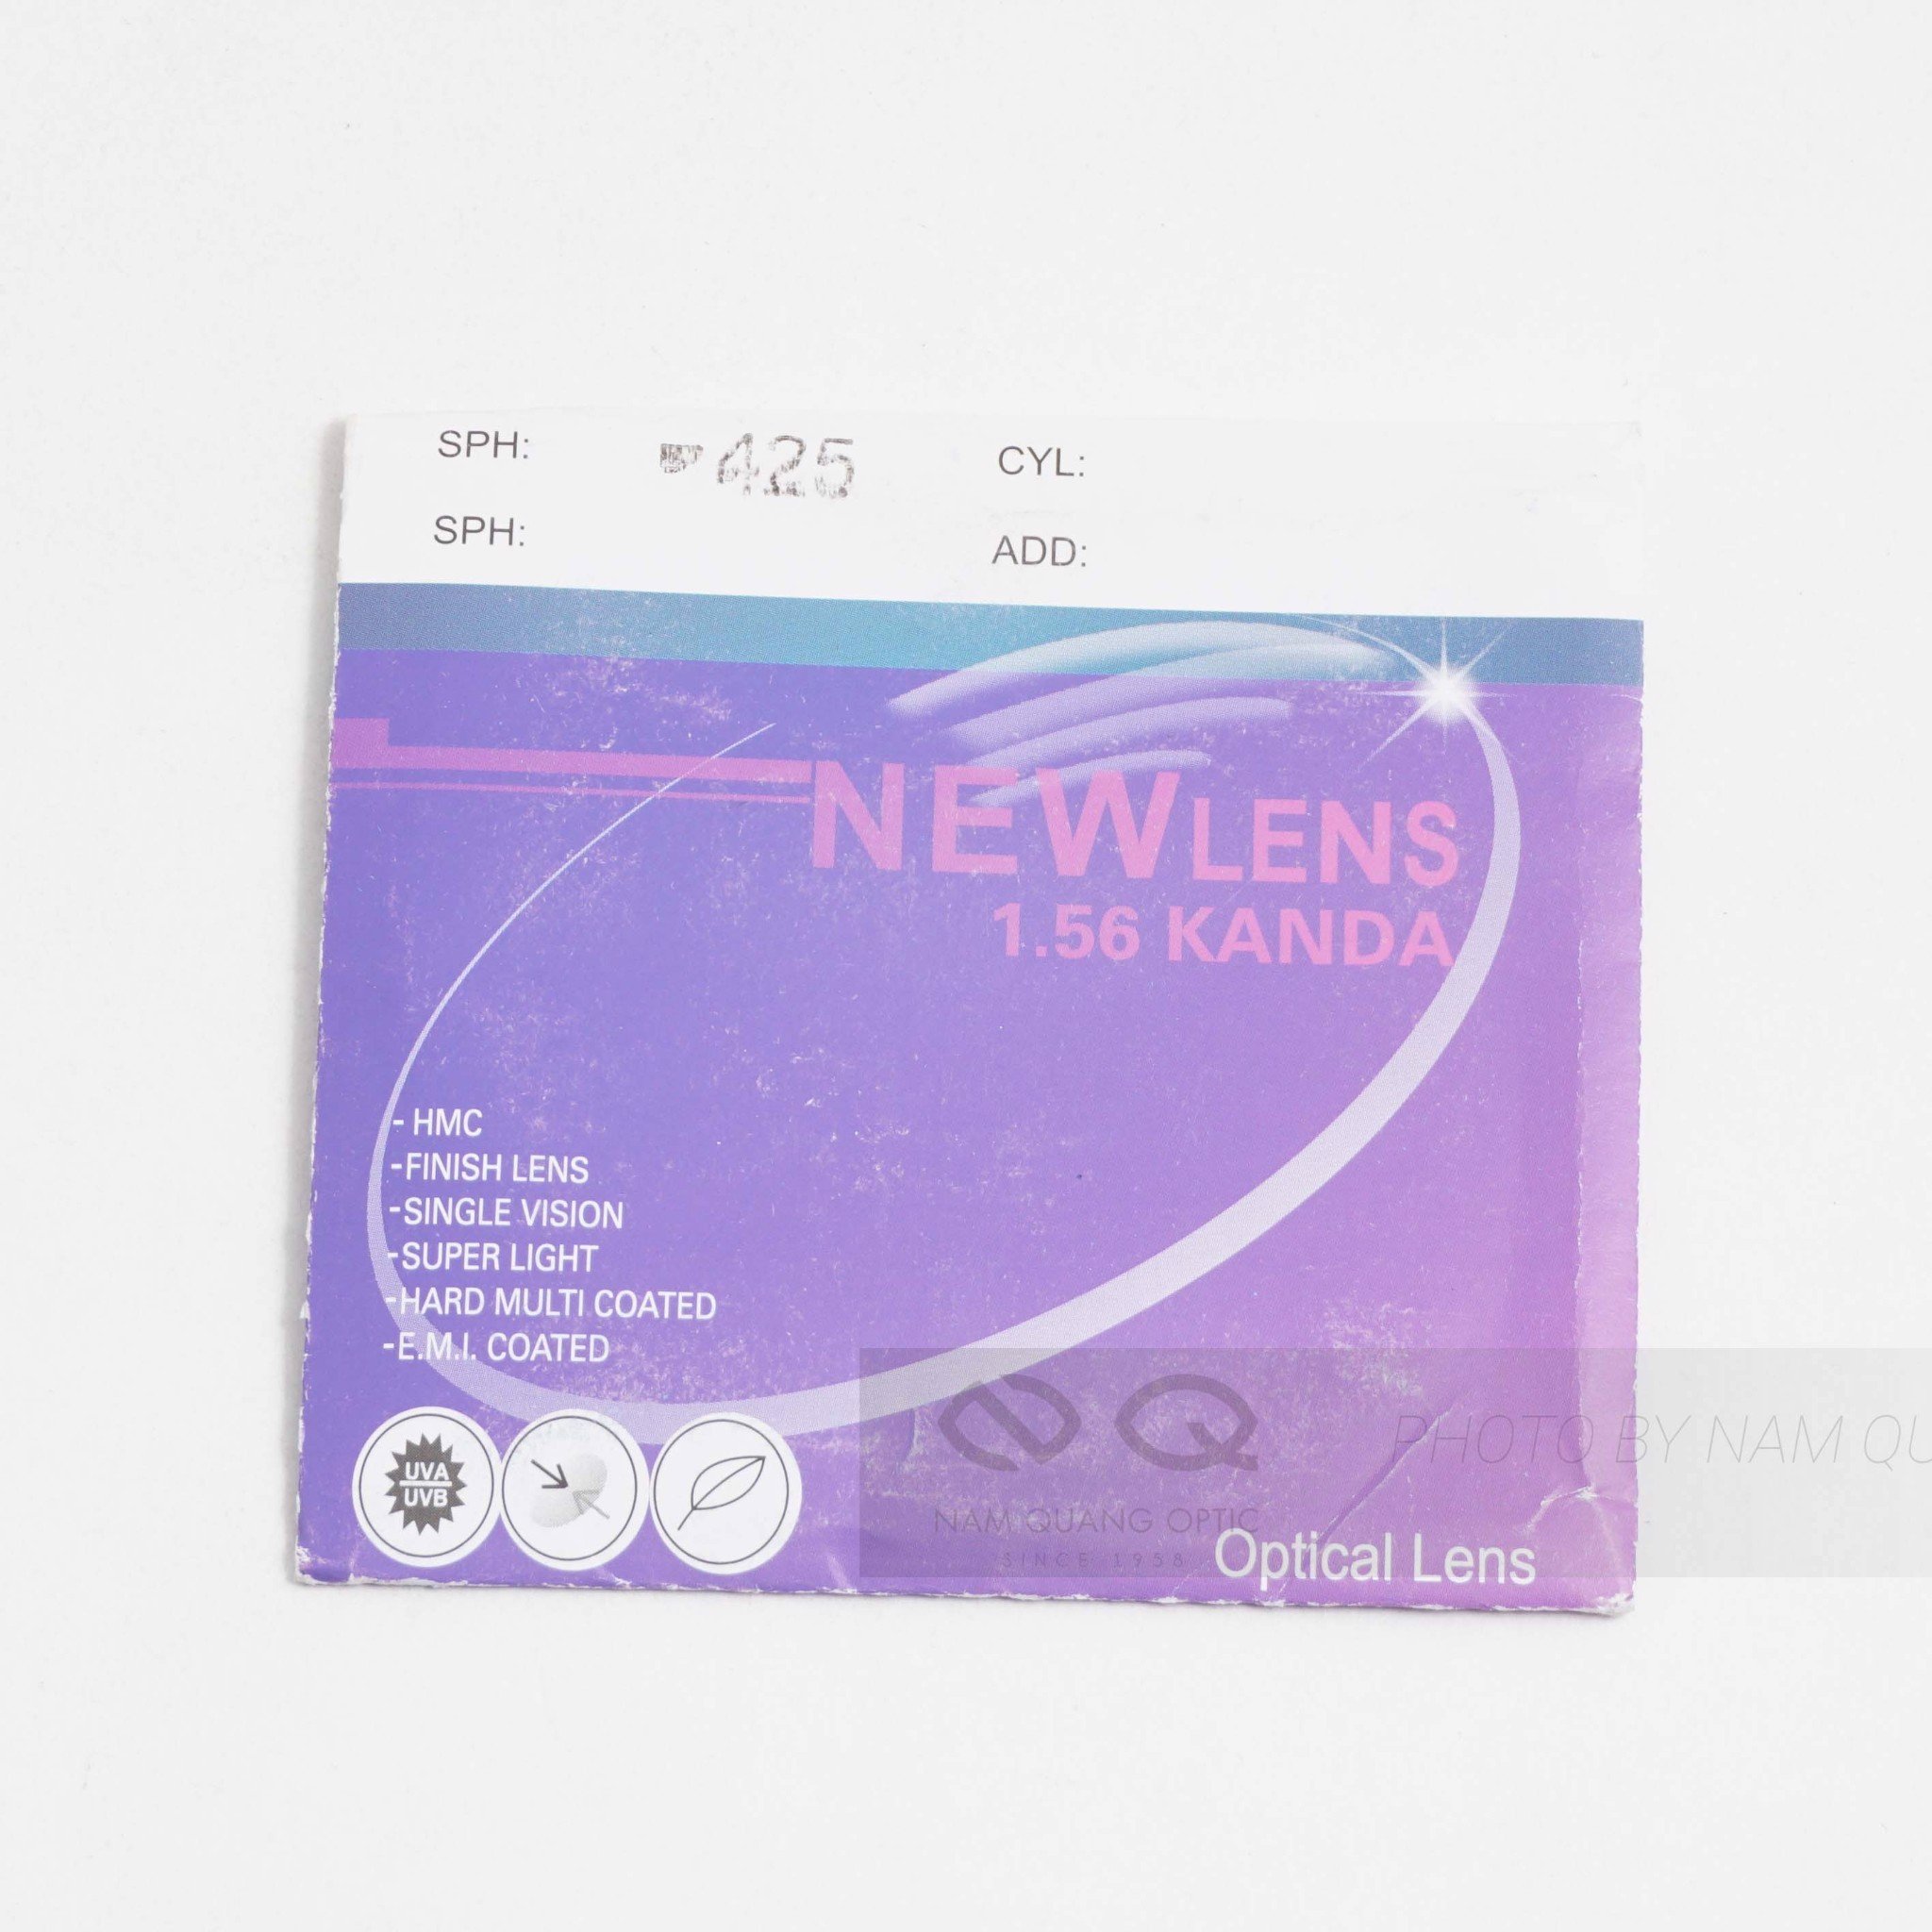 SPH: 425 CYL:
SPH: ADD:
NEWLENS
1.56 KANDA
- HMC
-FINISH LENS
-SINGLE VISION
-SUPER LIGHT
-HARD MULTI COATED
-E.M.I. COATED
UVA
UVB
NQ
PHOTO BY NAM QU
NAM QUANG OPTIC
SINCE 1958
Optical Lens